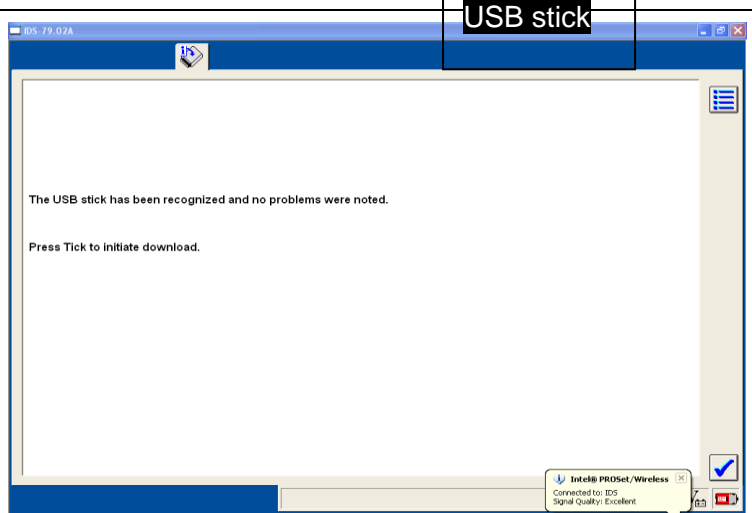 USB stick
IDS-79.02A
The USB stick has been recognized and no problems were noted.
Press Tick to initiate download.
Intel® PROSet/Wireless
Connected to: IDS
Signal Quality: Excellent